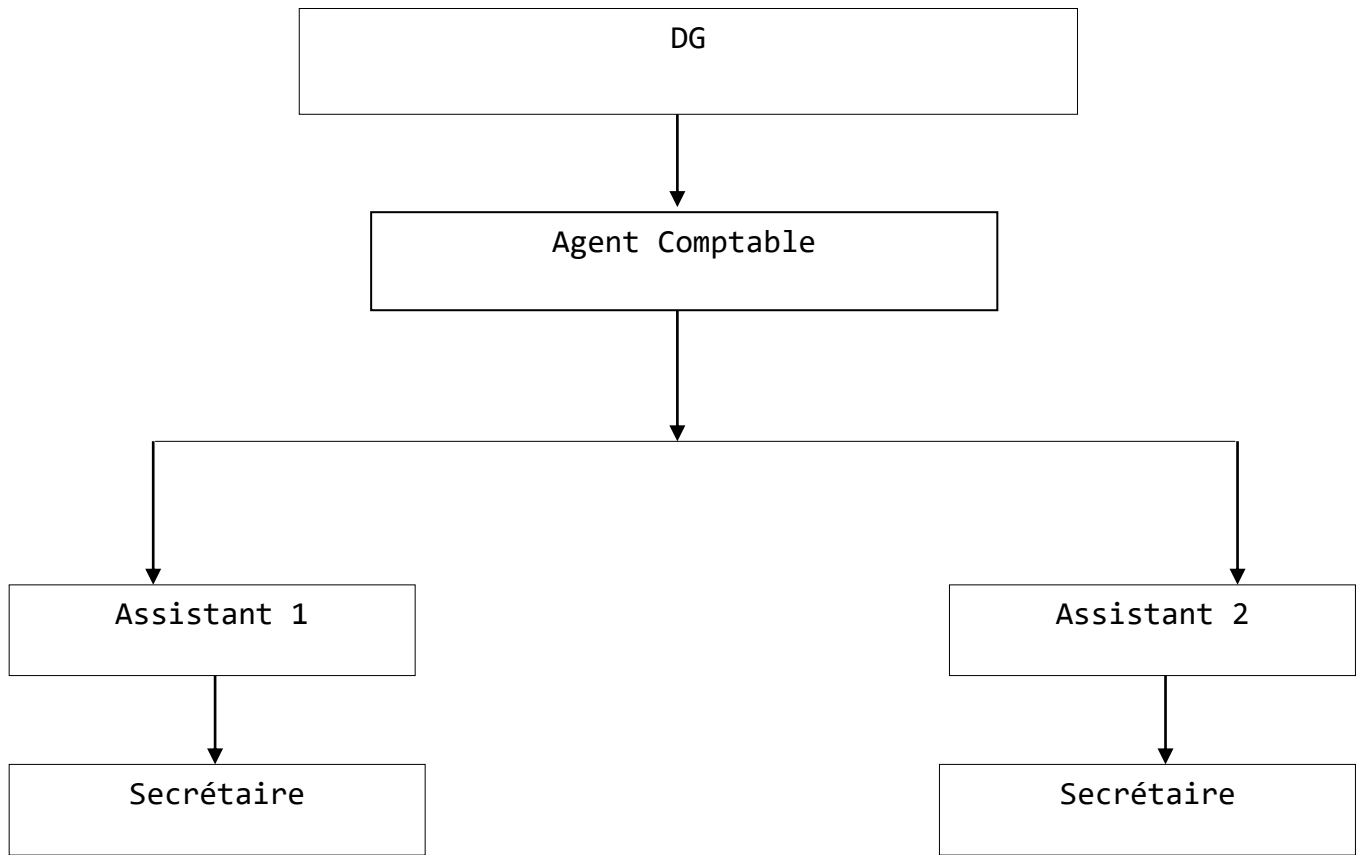 DG
Agent Comptable
Assistant 1
Assistant 2
Secrétaire
Secrétaire